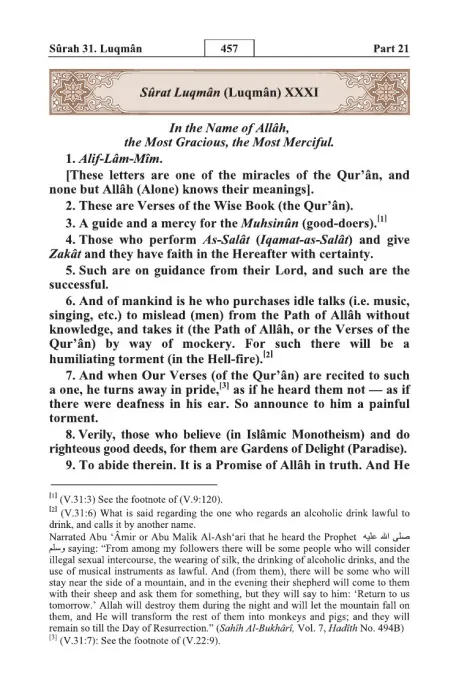 Sûrah 31. Luqmân 457 Part 21
Sûrat Luqmân (Luqmân) XXXI
In the Name of Allâh,
the Most Gracious, the Most Merciful.
1. Alif-Lâm-Mîm.
[These letters are one of the miracles of the Qur’ân, and
none but Allâh (Alone) knows their meanings].
2. These are Verses of the Wise Book (the Qur’ân).
3. A guide and a mercy for the Muhsinûn (good-doers).[1]
4. Those who perform As-Salât (Iqamat-as-Salât) and give
Zakât and they have faith in the Hereafter with certainty.
5. Such are on guidance from their Lord, and such are the
successful.
6. And of mankind is he who purchases idle talks (i.e. music,
singing, etc.) to mislead (men) from the Path of Allâh without
knowledge, and takes it (the Path of Allâh, or the Verses of the
Qur’ân) by way of mockery. For such there will be a
humiliating torment (in the Hell-fire).[2]
7. And when Our Verses (of the Qur’ân) are recited to such
a one, he turns away in pride,[3] as if he heard them not — as if
there were deafness in his ear. So announce to him a painful
torment.
8. Verily, those who believe (in Islâmic Monotheism) and do
righteous good deeds, for them are Gardens of Delight (Paradise).
9. To abide therein. It is a Promise of Allâh in truth. And He
[1] (V.31:3) See the footnote of (V.9:120).
[2] (V.31:6) What is said regarding the one who regards an alcoholic drink lawful to
drink, and calls it by another name.
Narrated Abu ‘Âmir or Abu Malik Al-Ash‘ari that he heard the Prophet صلى الله عليه
وسلم saying: “From among my followers there will be some people who will consider
illegal sexual intercourse, the wearing of silk, the drinking of alcoholic drinks, and the
use of musical instruments as lawful. And (from them), there will be some who will
stay near the side of a mountain, and in the evening their shepherd will come to them
with their sheep and ask them for something, but they will say to him: ‘Return to us
tomorrow.’ Allah will destroy them during the night and will let the mountain fall on
them, and He will transform the rest of them into monkeys and pigs; and they will
remain so till the Day of Resurrection.” (Sahîh Al-Bukhârî, Vol. 7, Hadîth No. 494B)
[3] (V.31:7): See the footnote of (V.22:9).